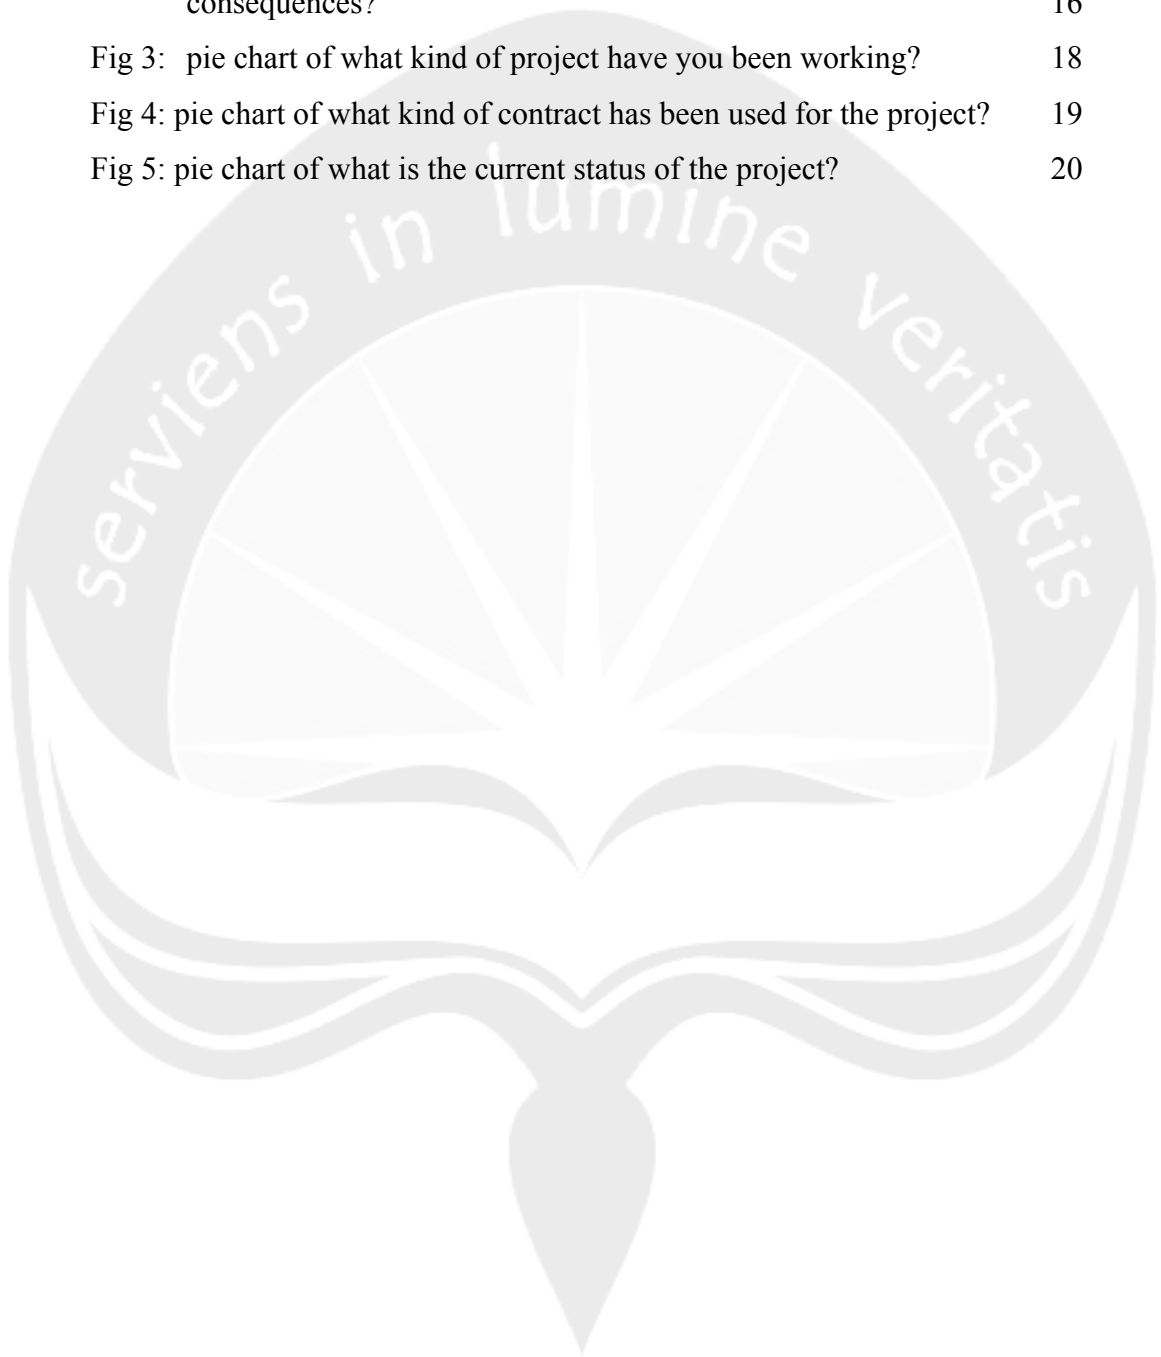 consequences? 16
Fig 3: pie chart of what kind of project have you been working? 18
Fig 4: pie chart of what kind of contract has been used for the project? 19
Fig 5: pie chart of what is the current status of the project? 20
serviens in lumine veritatis